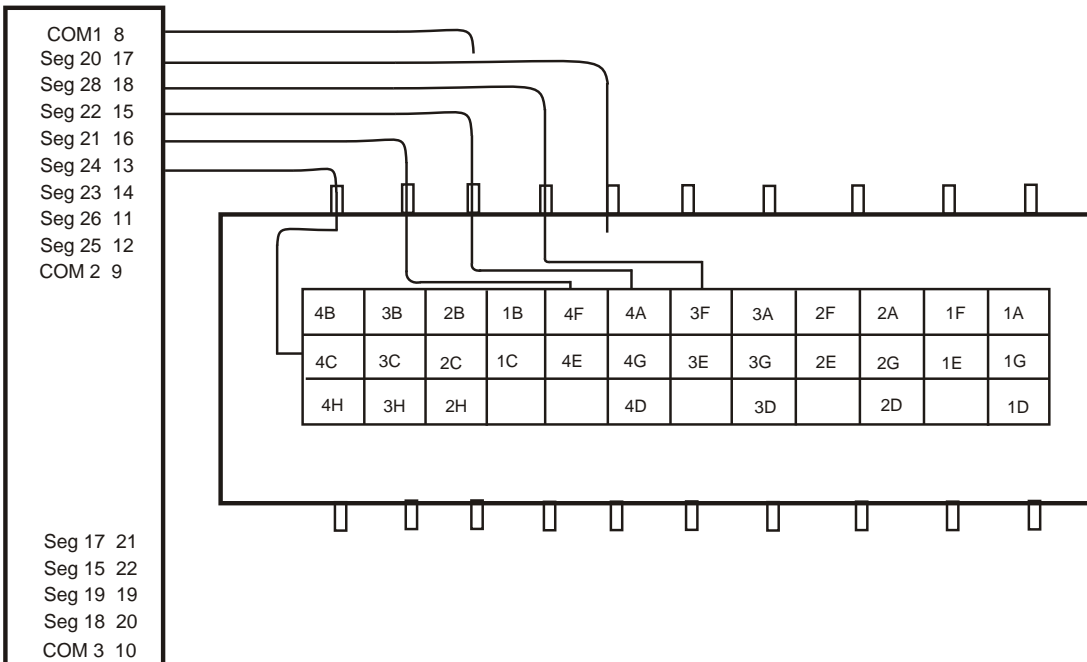 COM1 8
Seg 20 17
Seg 28 18
Seg 22 15
Seg 21 16
Seg 24 13
Seg 23 14
Seg 26 11
Seg 25 12
COM 2 9
4B 3B 2B 1B 4F 4A 3F 3A 2F 2A 1F 1A
4C 3C 2C 1C 4E 4G 3E 3G 2E 2G 1E 1G
4H 3H 2H 4D 3D 2D 1D
Seg 17 21
Seg 15 22
Seg 19 19
Seg 18 20
COM 3 10